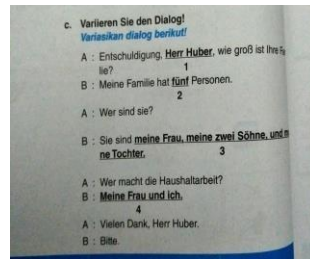 c. Variieren Sie den Dialog!
Variasikan dialog berikut!
A : Entschuldigung, Herr Huber, wie groß ist Ihre
lie?
1
B : Meine Familie hat fünf Personen.
2
A : Wer sind sie?
B : Sie sind meine Frau, meine zwei Söhne, und
ne Tochter.
3
A : Wer macht die Haushaltarbeit?
B : Meine Frau und ich.
4
A : Vielen Dank, Herr Huber.
B : Bitte.